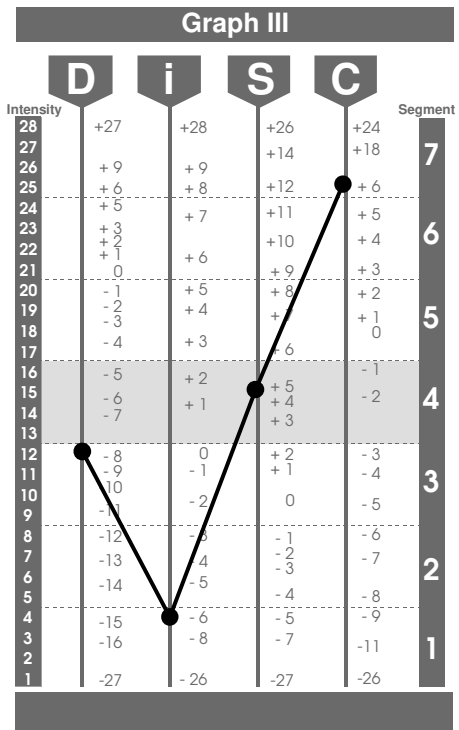 Graph III
D i S C
Intensity Segment
28 +27 +28 +26 +24
27 +14 +18 7
26 + 9 + 9
25 + 6 + 8 +12 + 6
24 + 5 + 7 +11 + 5
23 + 3 6
22 + 2 +10 + 4
+ 1 + 6
21 0 + 9 + 3
20 - 1 + 5 + 8 + 2
19 - 2 + 4
18 - 3 + 1 5
- 4 + 3 0
17 + 6
16 - 5 + 2 - 1
15 - 6 + 5 - 2 4
14 - 7 + 1 + 4
13 + 3
12 - 8 0 + 2 - 3
11 - 9 - 1 + 1 - 4 3
10 -10 - 2 0 - 5
9 -11
8 -12 - 3 - 1 - 6
7 -13 - 4 - 2 - 7
6 -14 - 5 - 3 2
5 - 4 - 8
4 -15 - 6 - 5 - 9
3 -16 - 8 - 7 -11 1
2
1 -27 - 26 -27 -26